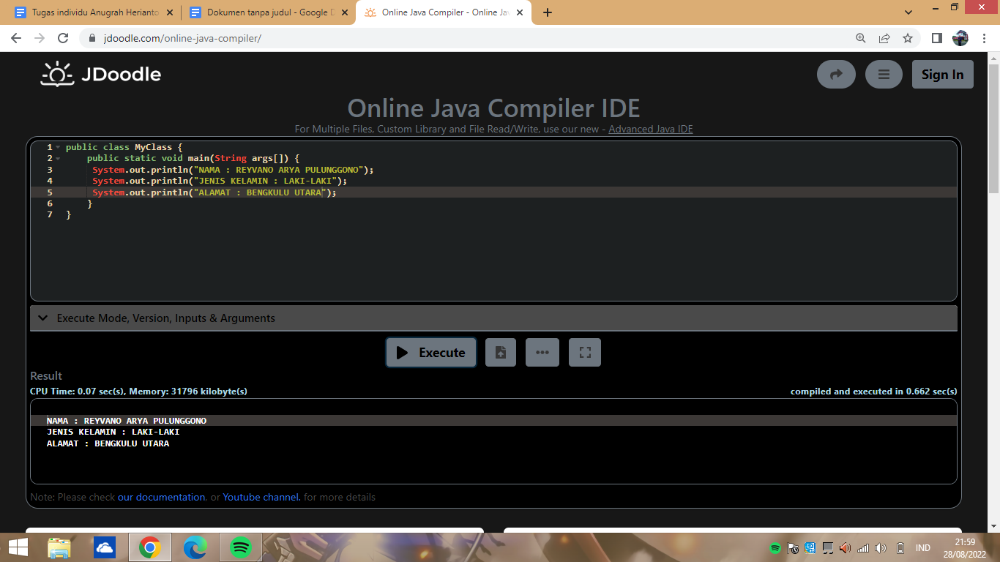 Tugas individu Anugrah Herianto
Dokumen tanpa judul - Google D
Online Java Compiler - Online Jav
jdoodle.com/online-java-compiler/
JDoodle
Sign In
Online Java Compiler IDE
For Multiple Files, Custom Library and File Read/Write, use our new - Advanced Java IDE
1 public class MyClass {
2 public static void main(String args[]) {
3 System.out.println("NAMA : REYVANO ARYA PULUNGGONO");
4 System.out.println("JENIS KELAMIN : LAKI-LAKI");
5 System.out.println("ALAMAT : BENGKULU UTARA");
6 }
7 }
Execute Mode, Version, Inputs & Arguments
Execute
Result
CPU Time: 0.07 sec(s), Memory: 31796 kilobyte(s)
compiled and executed in 0.662 sec(s)
NAMA : REYVANO ARYA PULUNGGONO
JENIS KELAMIN : LAKI-LAKI
ALAMAT : BENGKULU UTARA
Note: Please check our documentation, or Youtube channel. for more details
IND
21:59
28/08/2022